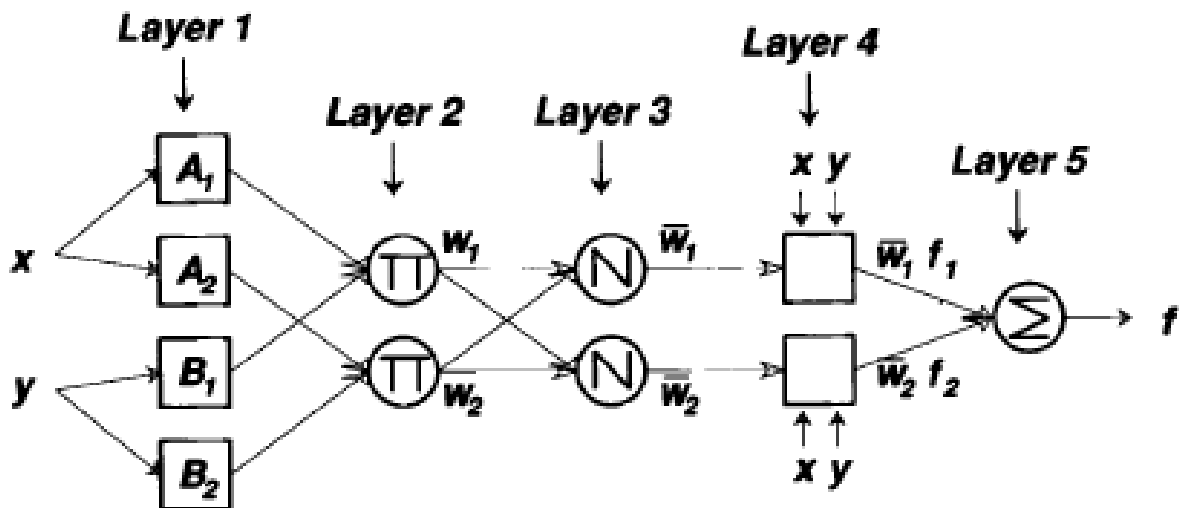 Layer 1
Layer 4
Layer 2
Layer 3
x y
Layer 5
A₁
x
w₁
w̅₁
A₂
Π
N
w̅₁ f₁
Σ
f
B₁
y
Π
w₂
N
w̅₂
w̅₂ f₂
B₂
x y